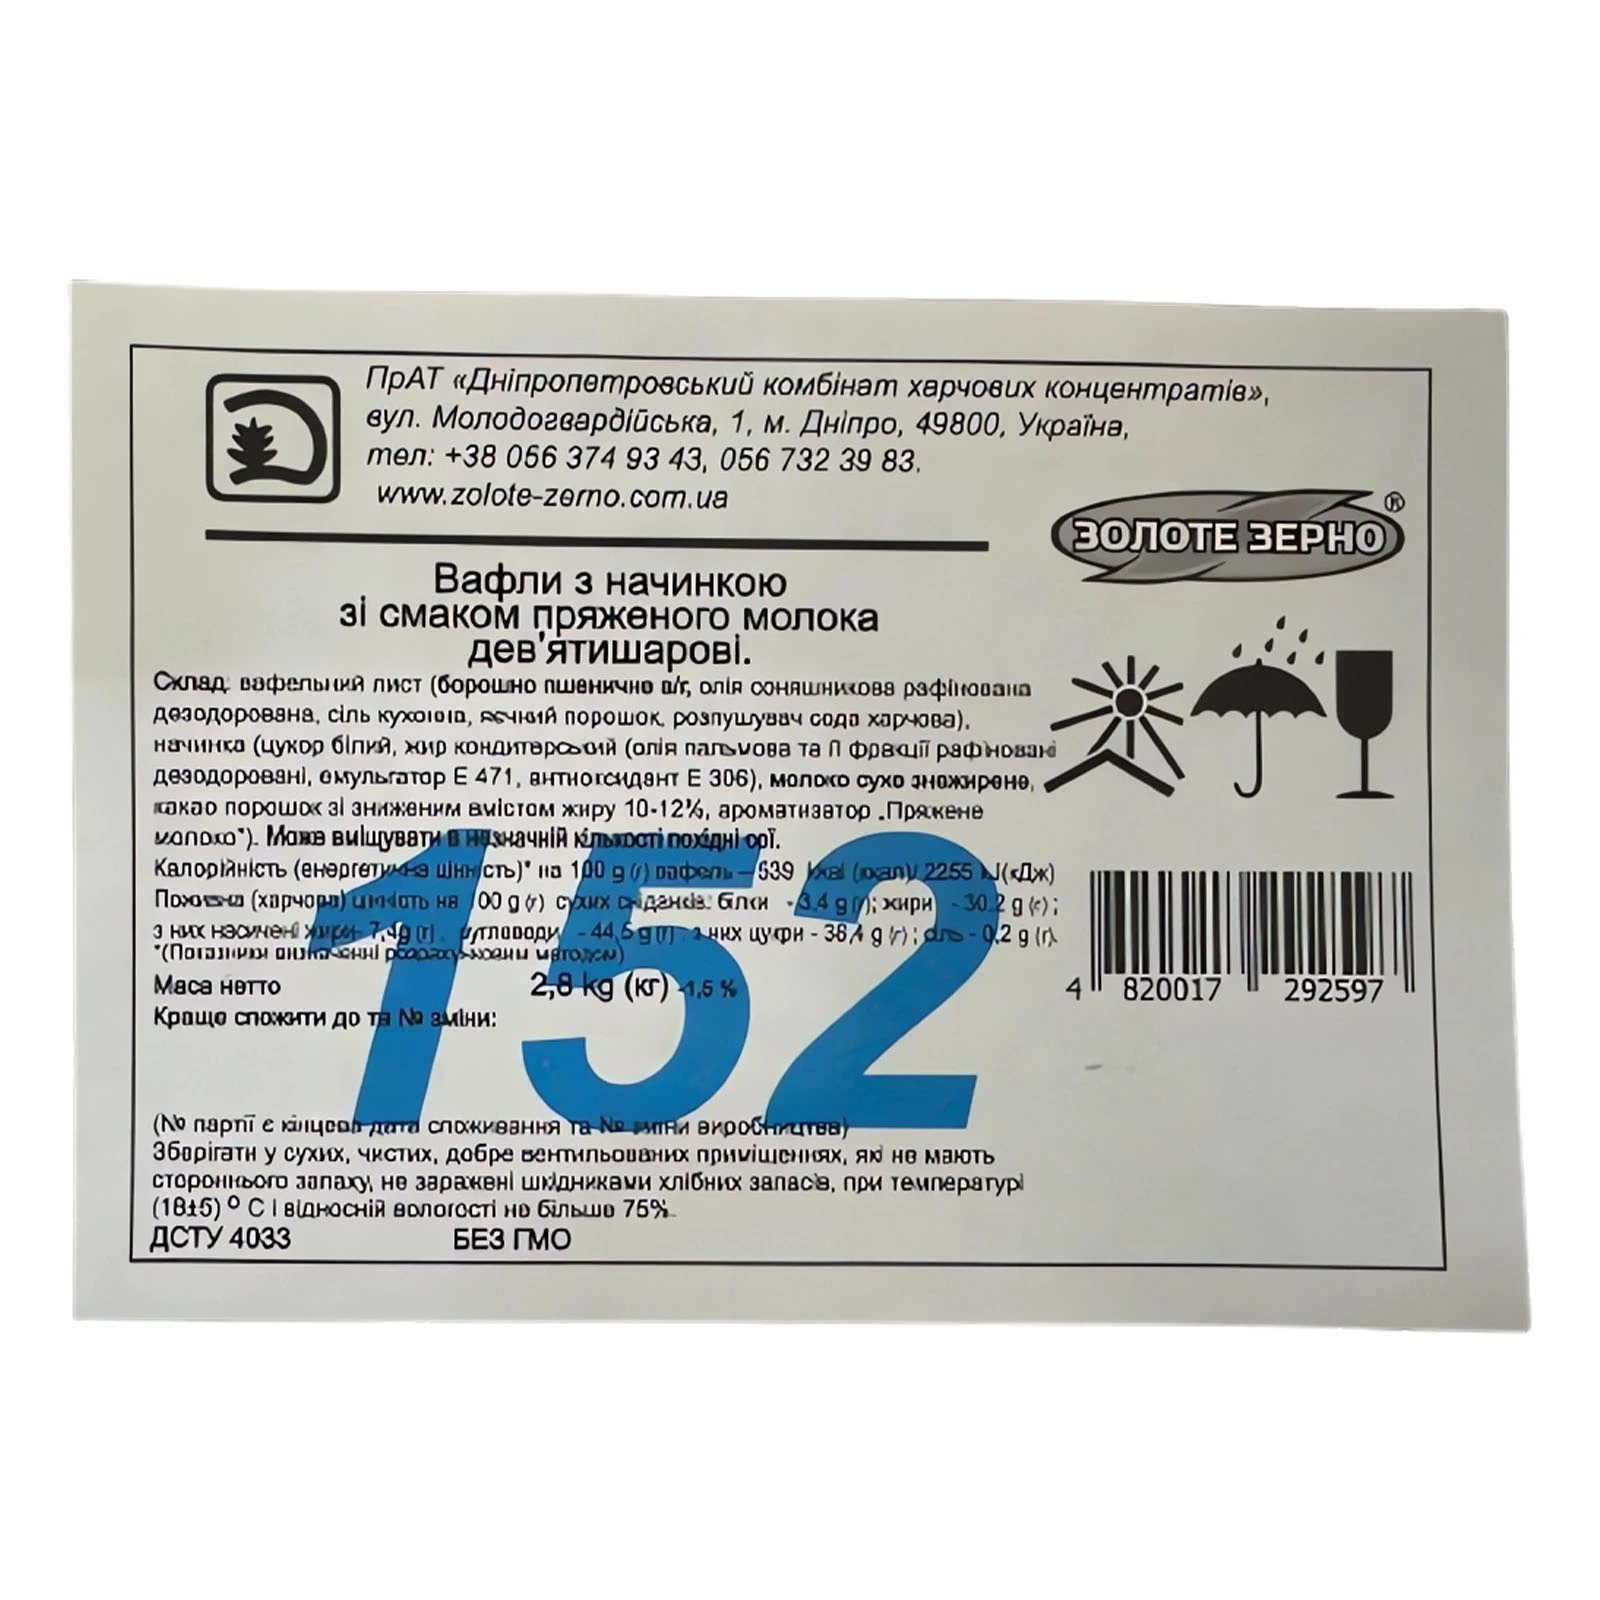 ПрАТ «Дніпропетровський комбінат харчових концентратів»,
вул. Молодогвардійська, 1, м. Дніпро, 49800, Україна,
тел: +38 056 374 93 43, 056 732 39 83.
www.zolote-zerno.com.ua
ЗОЛОТЕ ЗЕРНО®
Вафли з начинкою
зі смаком пряженого молока
дев'ятишарові.
Склад: вафельний лист (борошно пшеничне в/г, олія соняшникова рафінована
дезодорована, сіль кухонна, яєчний порошок, розпушувач сода харчова),
начинка (цукор білий, жир кондитерський (олія пальмова та її фракції рафіновані
дезодоровані, емульгатор Е 471, антиоксидант Е 306), молоко сухе знежирене,
какао порошок зі зниженим вмістом жиру 10-12%, ароматизатор „Пряжене
молоко"). Може вміщувати в незначній кількості похідні сої.
Калорійність (енергетична цінність)* на 100 g (г) вафель – 539 kcal (ккал)/ 2255 kJ(кДж)
Поживна (харчова) цінність на 100 g (г) сухих сніданків: білки - 3,4 g (г); жири - 30,2 g (г);
з них насичені жири- 7,4g (г), вуглеводи - 44,5 g (г), з них цукри - 36,4 g (г); сіль - 0,2 g (г).
*(Показники визначенні розрахунковим методом)
Маса нетто 2,8 kg (кг) -1,5 %
Краще спожити до та № зміни:
152
(№ партії є кінцева дата споживання та № зміни виробництва)
Зберігати у сухих, чистих, добре вентильованих приміщеннях, які не мають
стороннього запаху, не заражені шкідниками хлібних запасів, при температурі
(18±5) ° С і відносній вологості не більше 75%.
ДСТУ 4033 БЕЗ ГМО
4 820017 292597